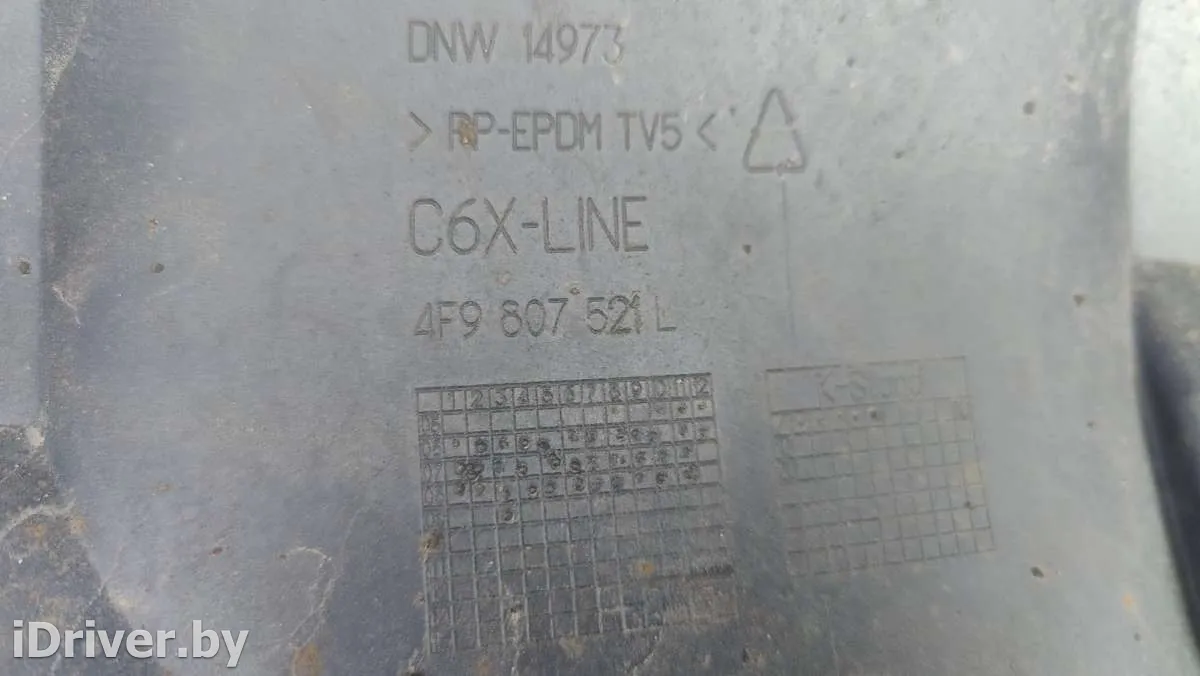 DNW 14973
> PP-EPDM TV5 <
C6X-LINE
4F9 807 521 L
1 2 3 4 5 6 7 8 9 10 11 12
iDriver.by